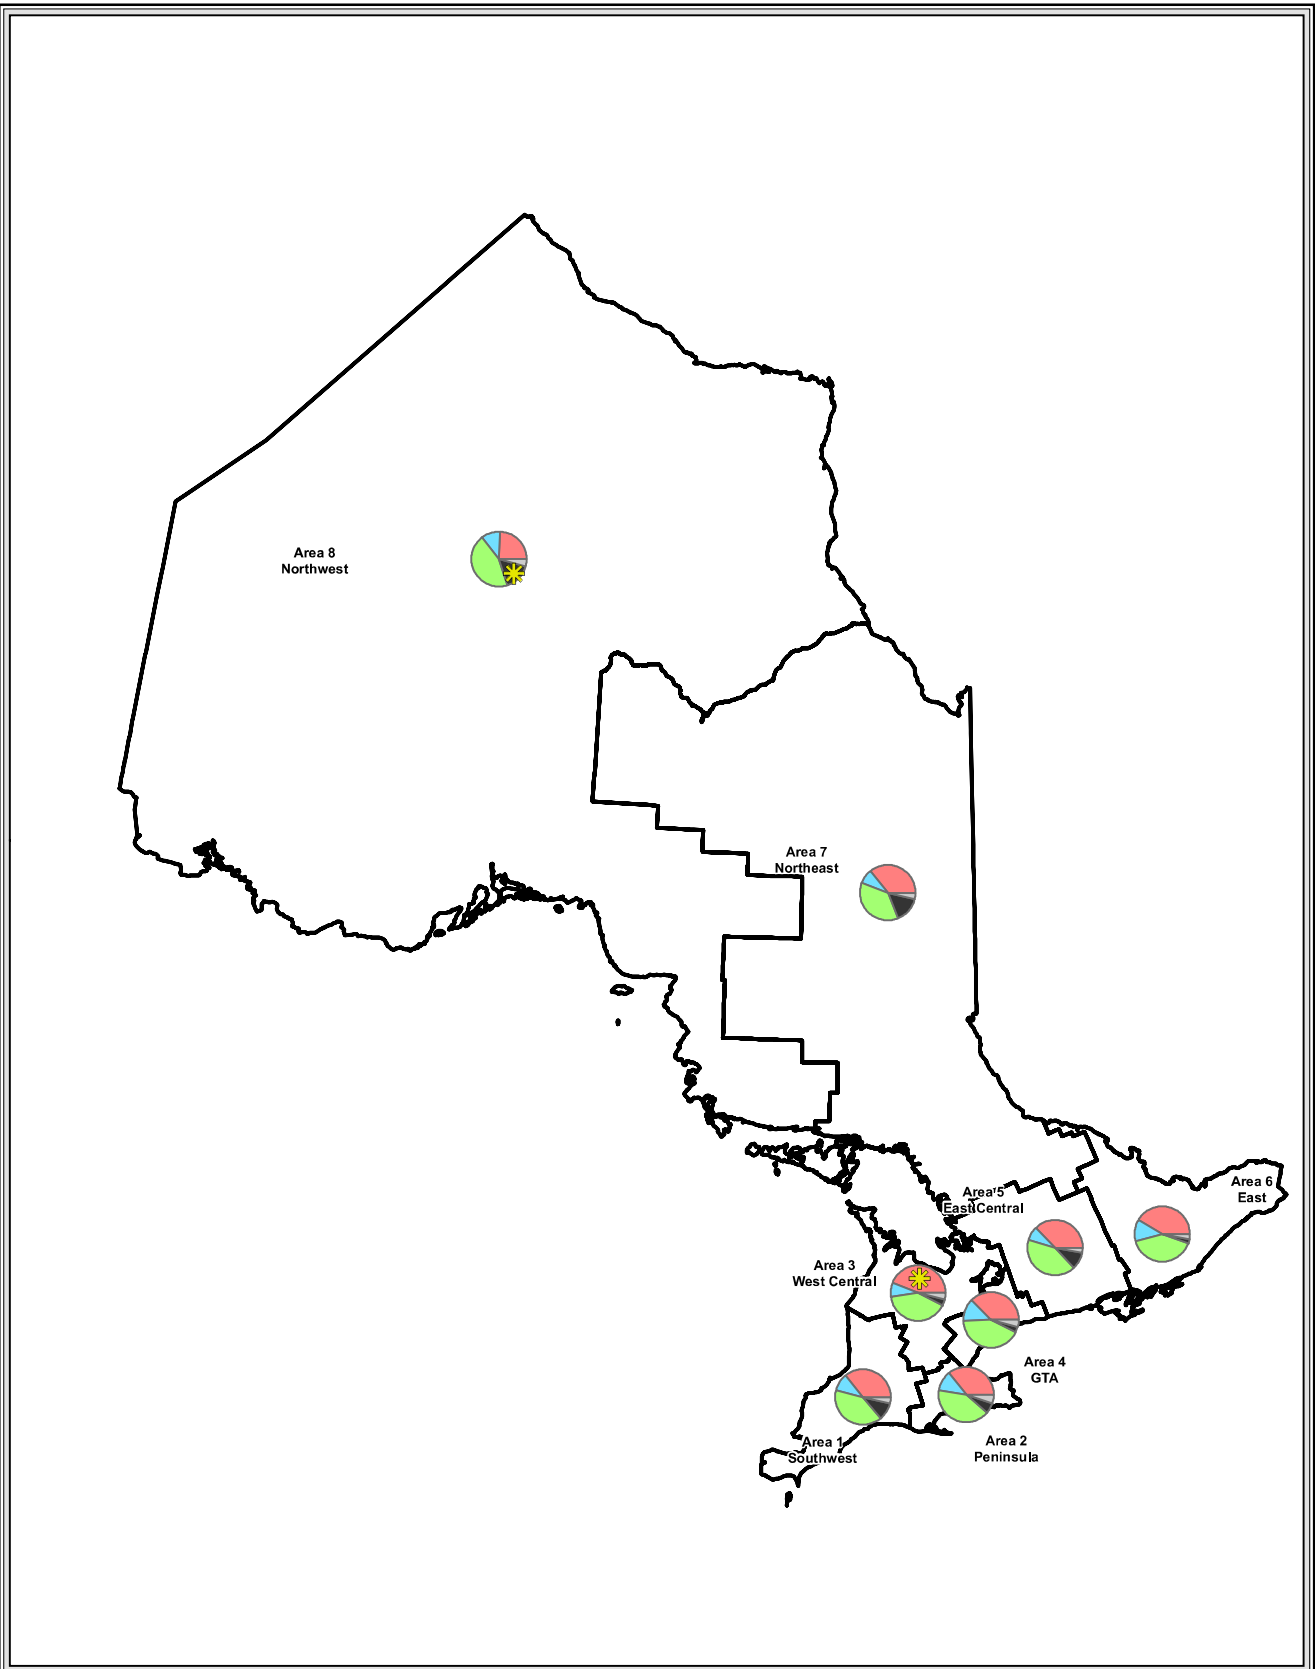 Area 8
Northwest
Area 7
Northeast
Area 5
East Central
Area 6
East
Area 3
West Central
Area 4
GTA
Area 1
Southwest
Area 2
Peninsula